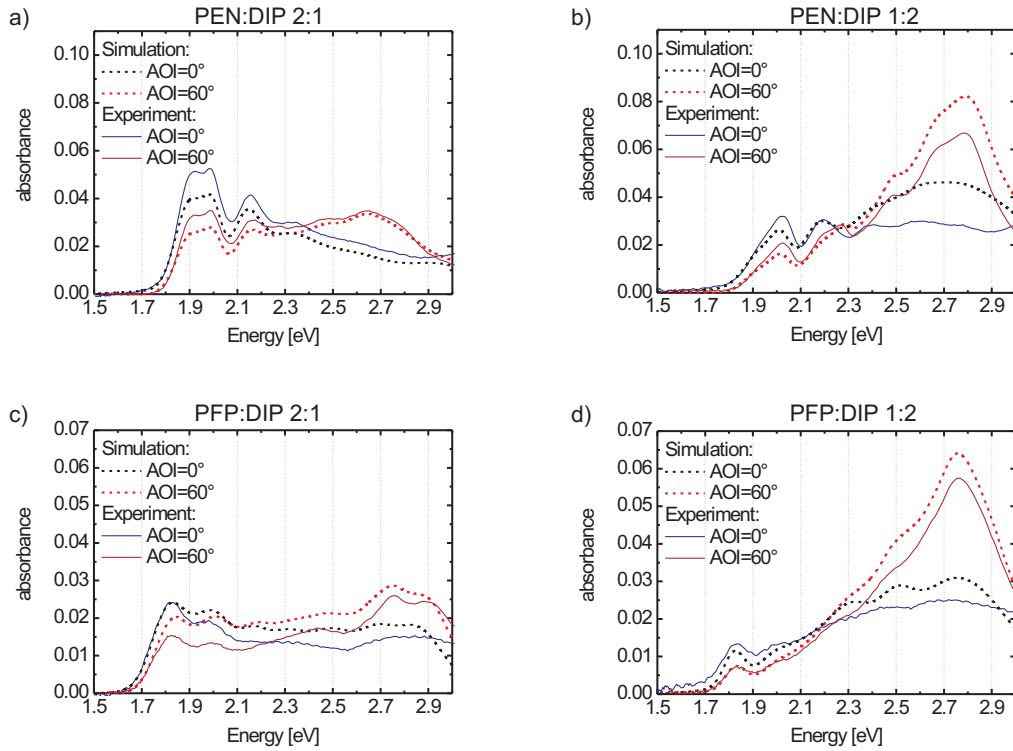 a)
PEN:DIP 2:1
Simulation:
AOI=0°
AOI=60°
Experiment:
AOI=0°
AOI=60°
absorbance
0.10
0.08
0.06
0.04
0.02
0.00
1.5 1.7 1.9 2.1 2.3 2.5 2.7 2.9
Energy [eV]
b)
PEN:DIP 1:2
Simulation:
AOI=0°
AOI=60°
Experiment:
AOI=0°
AOI=60°
absorbance
0.10
0.08
0.06
0.04
0.02
0.00
1.5 1.7 1.9 2.1 2.3 2.5 2.7 2.9
Energy [eV]
c)
PFP:DIP 2:1
Simulation:
AOI=0°
AOI=60°
Experiment:
AOI=0°
AOI=60°
absorbance
0.07
0.06
0.05
0.04
0.03
0.02
0.01
0.00
1.5 1.7 1.9 2.1 2.3 2.5 2.7 2.9
Energy [eV]
d)
PFP:DIP 1:2
Simulation:
AOI=0°
AOI=60°
Experiment:
AOI=0°
AOI=60°
absorbance
0.07
0.06
0.05
0.04
0.03
0.02
0.01
0.00
1.5 1.7 1.9 2.1 2.3 2.5 2.7 2.9
Energy [eV]